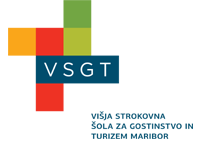 VSGT
VIŠJA STROKOVNA
ŠOLA ZA GOSTINSTVO IN
TURIZEM MARIBOR